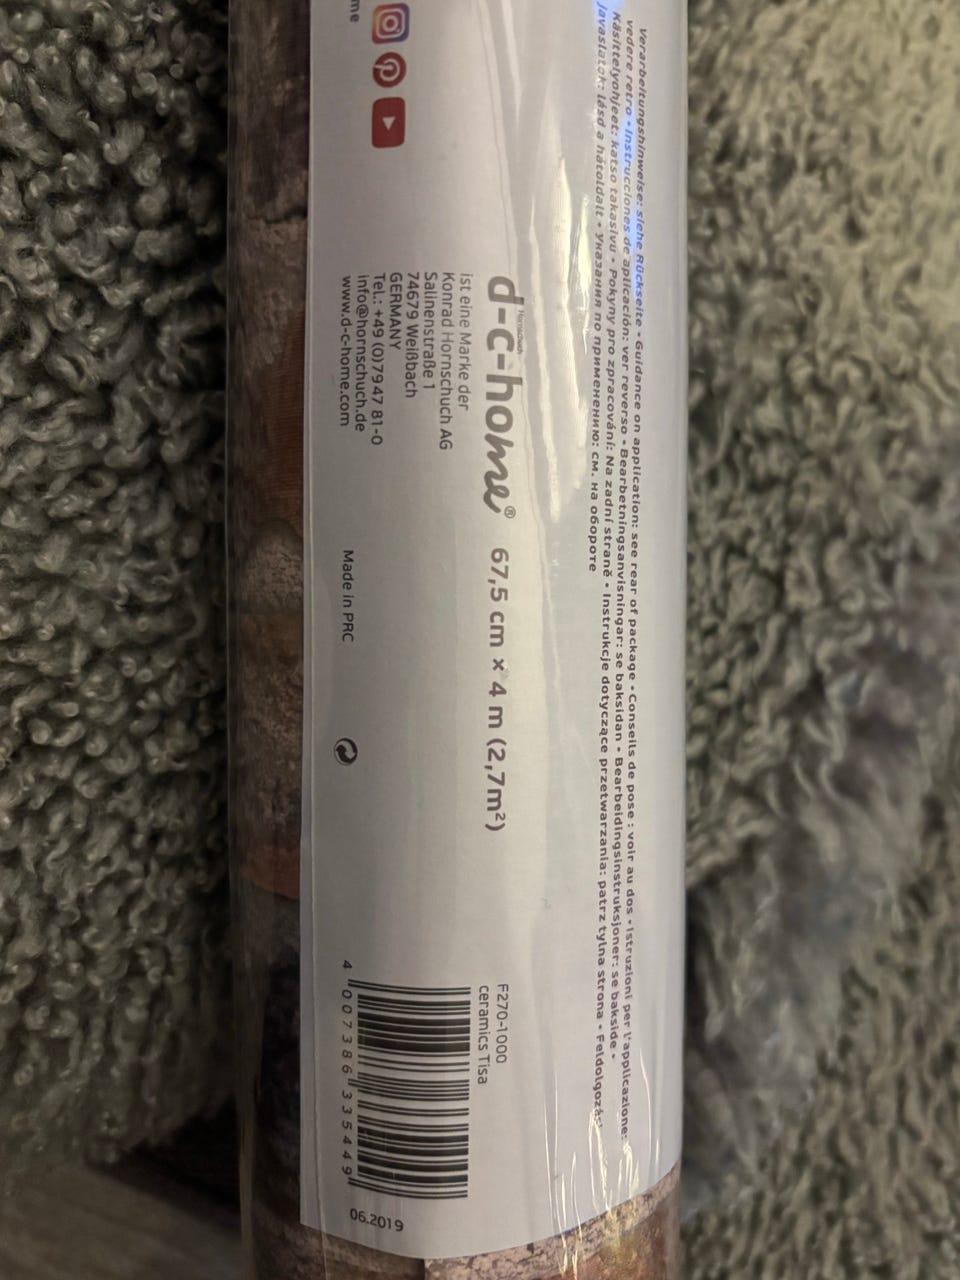 Verarbeitungshinweise: siehe Rückseite • Guidance on application: see rear of package • Conseils de pose : voir au dos • Istruzioni per l'applicazione:
vedere retro • Instrucciones de aplicación: ver reverso • Bearbetningsanvisningar: se baksidan • Bearbeidingsinstruksjoner: se bakside •
Käsittelyohjeet: katso takasivu • Pokyny pro zpracování: Na zadní straně • Instrukcje dotyczące przetwarzania: patrz tylna strona • Feldolgozási
javaslatok: lásd a hátoldalt • Указания по применению: см. на обороте
Hornschuch
d-c-home® 67,5 cm x 4 m (2,7m²)
ist eine Marke der
Konrad Hornschuch AG
Salinenstraße 1
74679 Weißbach
GERMANY
Tel.: +49 (0)79 47 81-0
info@hornschuch.de
www.d-c-home.com
Made in PRC
me
F270-1000
ceramics Tisa
4 007386 335449
06.2019